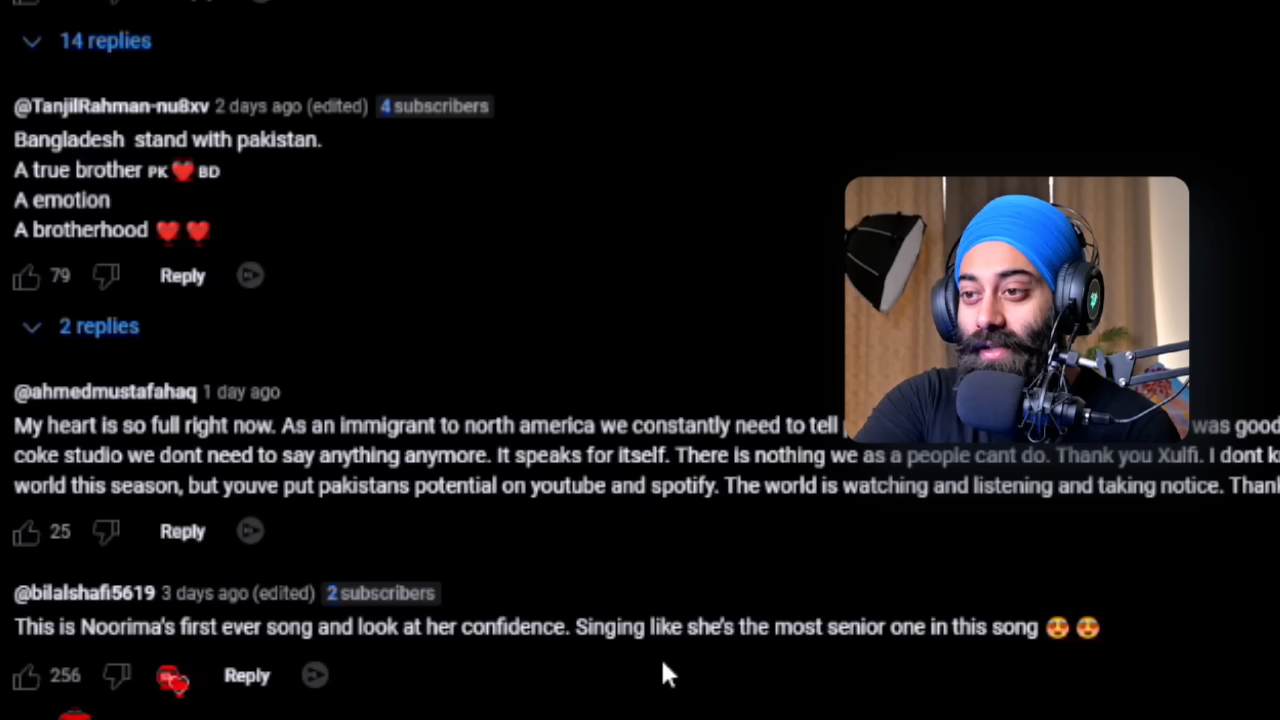 14 replies
@TanjilRahman-nu8xv 2 days ago (edited) 4 subscribers
Bangladesh stand with pakistan.
A true brother PK ❤️ BD
A emotion
A brotherhood ❤️ ❤️
79 Reply
2 replies
@ahmedmustafahaq 1 day ago
My heart is so full right now. As an immigrant to north america we constantly need to tell was good
coke studio we dont need to say anything anymore. It speaks for itself. There is nothing we as a people cant do. Thank you Xulfi. I dont
world this season, but youve put pakistans potential on youtube and spotify. The world is watching and listening and taking notice. Thank
25 Reply
@bilalshafi5619 3 days ago (edited) 2 subscribers
This is Noorima's first ever song and look at her confidence. Singing like she's the most senior one in this song 😍 😍
256 Reply